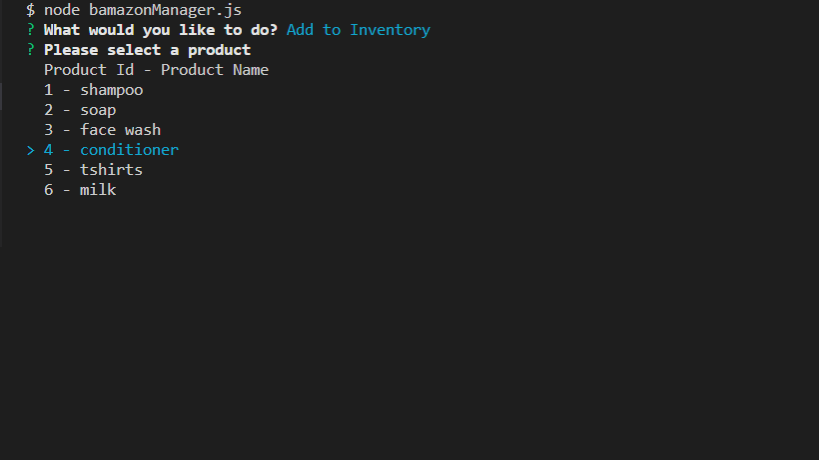 $ node bamazonManager.js
? What would you like to do? Add to Inventory
? Please select a product
Product Id - Product Name
1 - shampoo
2 - soap
3 - face wash
> 4 - conditioner
5 - tshirts
6 - milk